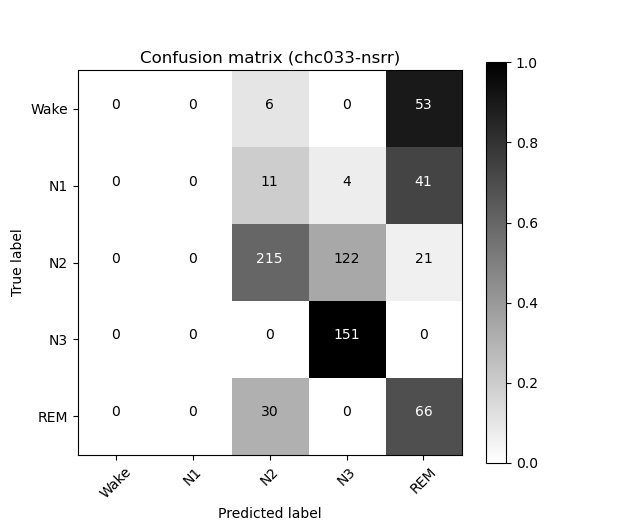 Confusion matrix (chc033-nsrr)
1.0
0.8
0.6
0.4
0.2
0.0
True label
Wake 0 0 6 0 53
N1 0 0 11 4 41
N2 0 0 215 122 21
N3 0 0 0 151 0
REM 0 0 30 0 66
Wake N1 N2 N3 REM
Predicted label